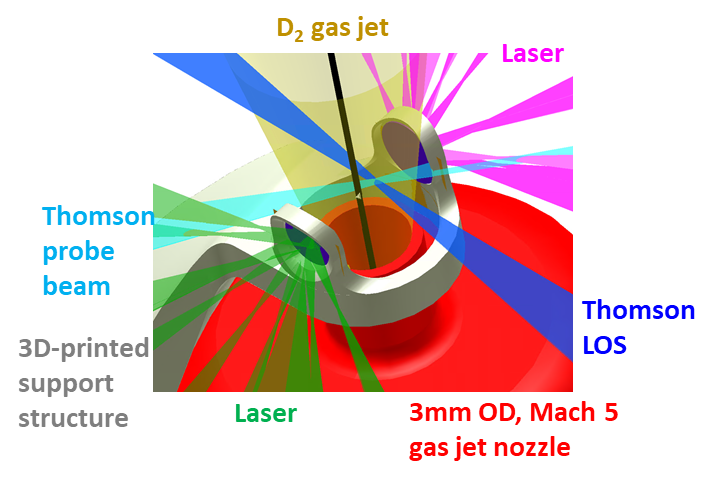 D₂ gas jet
Laser
Thomson
probe
beam
Thomson
LOS
3D-printed
support
structure
Laser
3mm OD, Mach 5
gas jet nozzle